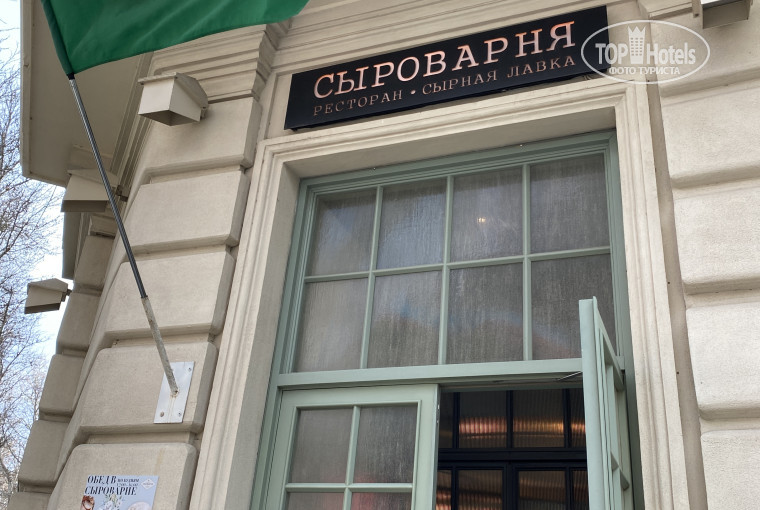 СЫРОВАРНЯ
РЕСТОРАН • СЫРНАЯ ЛАВКА
TOP Hotels
ФОТО ТУРИСТА
ОБЕД В
СЫРОВАРНЕ